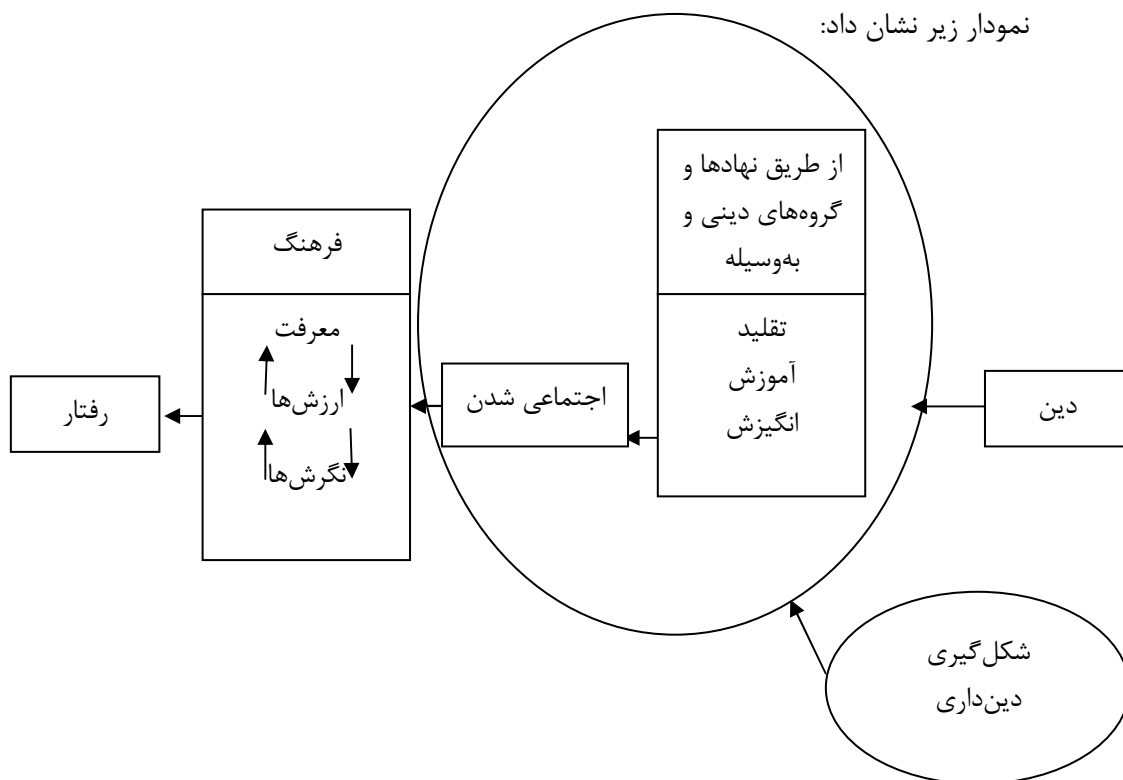 نمودار زیر نشان داد:
دین
از طریق نهادها و
گروه‌های دینی و
به‌وسیله
تقلید
آموزش
انگیزش
اجتماعی شدن
فرهنگ
معرفت
ارزش‌ها
نگرش‌ها
رفتار
شکل‌گیری
دین‌داری